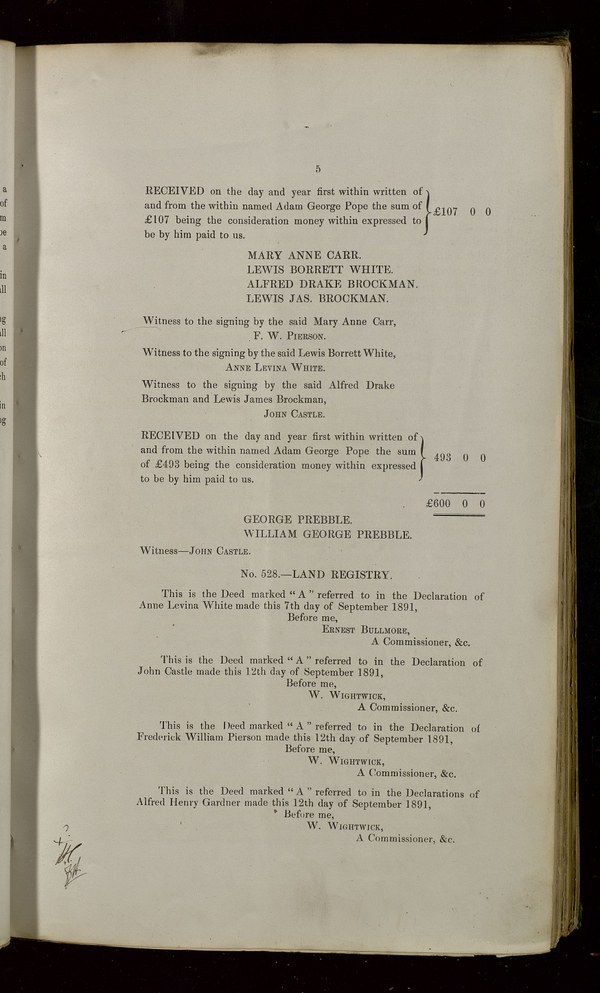 5
RECEIVED on the day and year first within written of
and from the within named Adam George Pope the sum of
£107 being the consideration money within expressed to
be by him paid to us.
£107 0 0
MARY ANNE CARR.
LEWIS BORRETT WHITE.
ALFRED DRAKE BROCKMAN.
LEWIS JAS. BROCKMAN.
Witness to the signing by the said Mary Anne Carr,
F. W. PIERSON.
Witness to the signing by the said Lewis Borrett White,
ANNE LEVINA WHITE.
Witness to the signing by the said Alfred Drake
Brockman and Lewis James Brockman,
JOHN CASTLE.
RECEIVED on the day and year first within written of
and from the within named Adam George Pope the sum
of £493 being the consideration money within expressed
to be by him paid to us.
493 0 0
£600 0 0
GEORGE PREBBLE.
WILLIAM GEORGE PREBBLE.
Witness—JOHN CASTLE.
No. 528.—LAND REGISTRY.
This is the Deed marked “ A ” referred to in the Declaration of
Anne Levina White made this 7th day of September 1891,
Before me,
ERNEST BULLMORE,
A Commissioner, &c.
This is the Deed marked “ A ” referred to in the Declaration of
John Castle made this 12th day of September 1891,
Before me,
W. WIGHTWICK,
A Commissioner, &c.
This is the Deed marked “ A ” referred to in the Declaration of
Frederick William Pierson made this 12th day of September 1891,
Before me,
W. WIGHTWICK,
A Commissioner, &c.
This is the Deed marked “ A ” referred to in the Declarations of
Alfred Henry Gardner made this 12th day of September 1891,
Before me,
W. WIGHTWICK,
A Commissioner, &c.
a
of
a
in
of
in